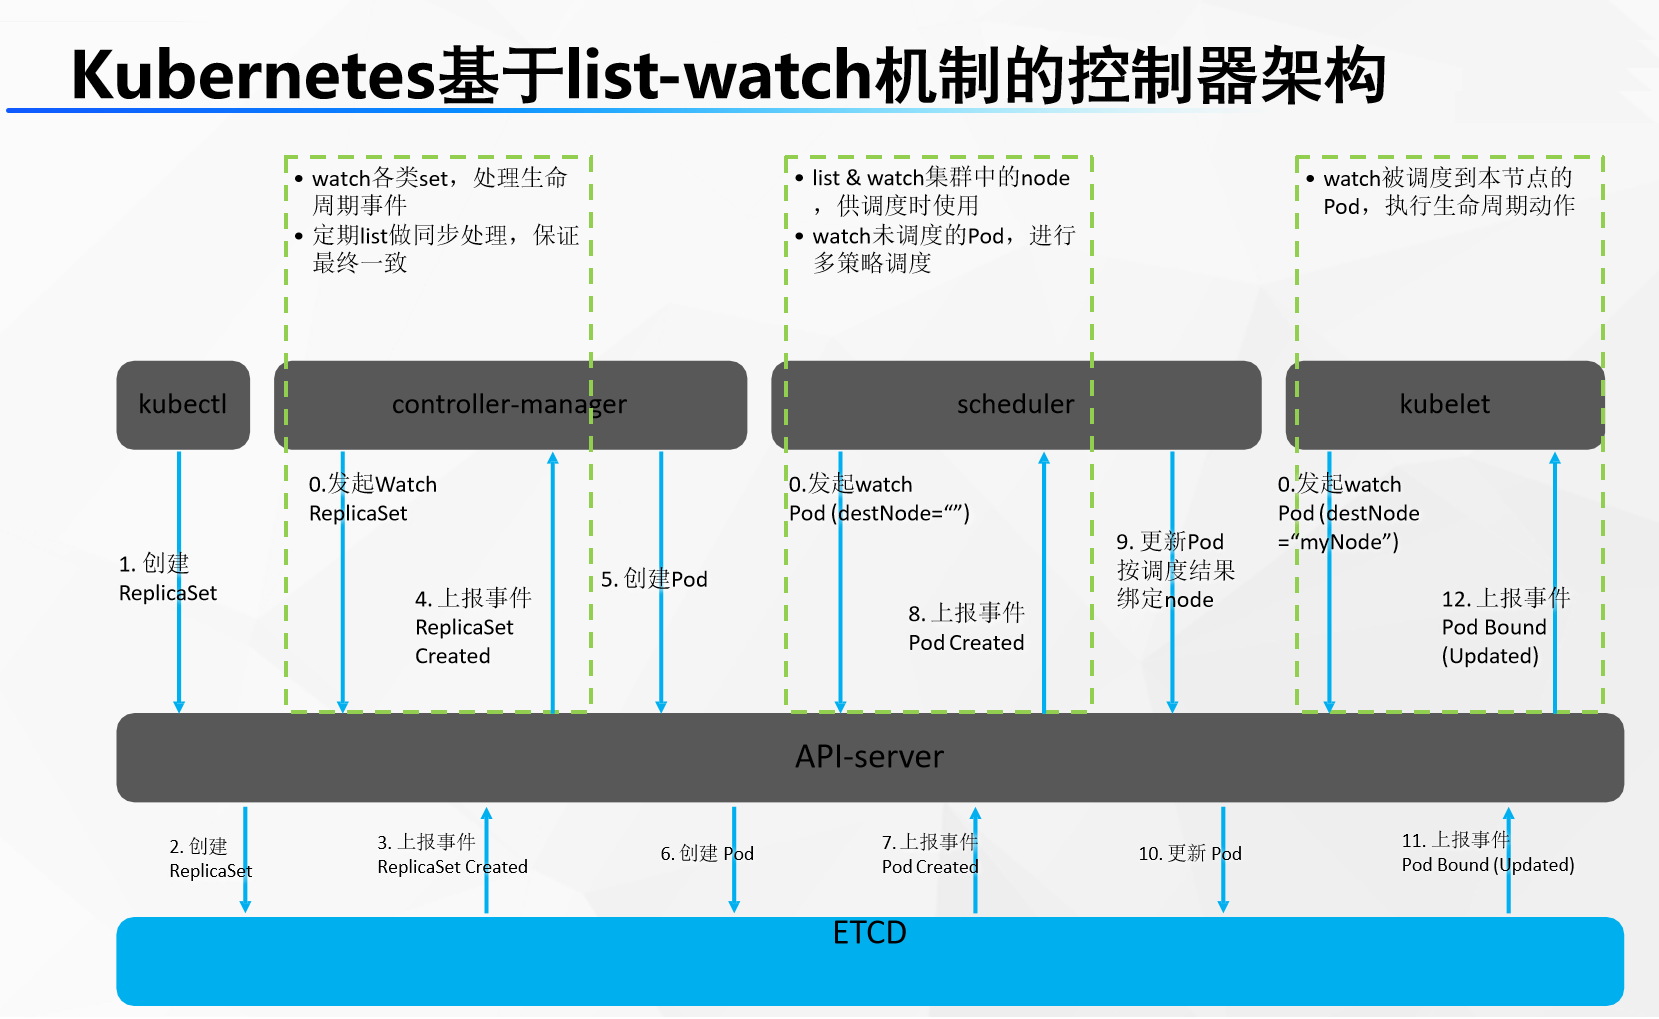 Kubernetes基于list-watch机制的控制器架构
• watch各类set，处理生命
周期事件
• 定期list做同步处理，保证
最终一致
• list & watch集群中的node
，供调度时使用
• watch未调度的Pod，进行
多策略调度
• watch被调度到本节点的
Pod，执行生命周期动作
kubectl
controller-manager
scheduler
kubelet
0.发起Watch
ReplicaSet
0.发起watch
Pod (destNode=“”)
0.发起watch
Pod (destNode
=“myNode”)
1. 创建
ReplicaSet
4. 上报事件
ReplicaSet
Created
5. 创建Pod
8. 上报事件
Pod Created
9. 更新Pod
按调度结果
绑定node
12. 上报事件
Pod Bound
(Updated)
API-server
2. 创建
ReplicaSet
3. 上报事件
ReplicaSet Created
6. 创建 Pod
7. 上报事件
Pod Created
10. 更新 Pod
11. 上报事件
Pod Bound (Updated)
ETCD